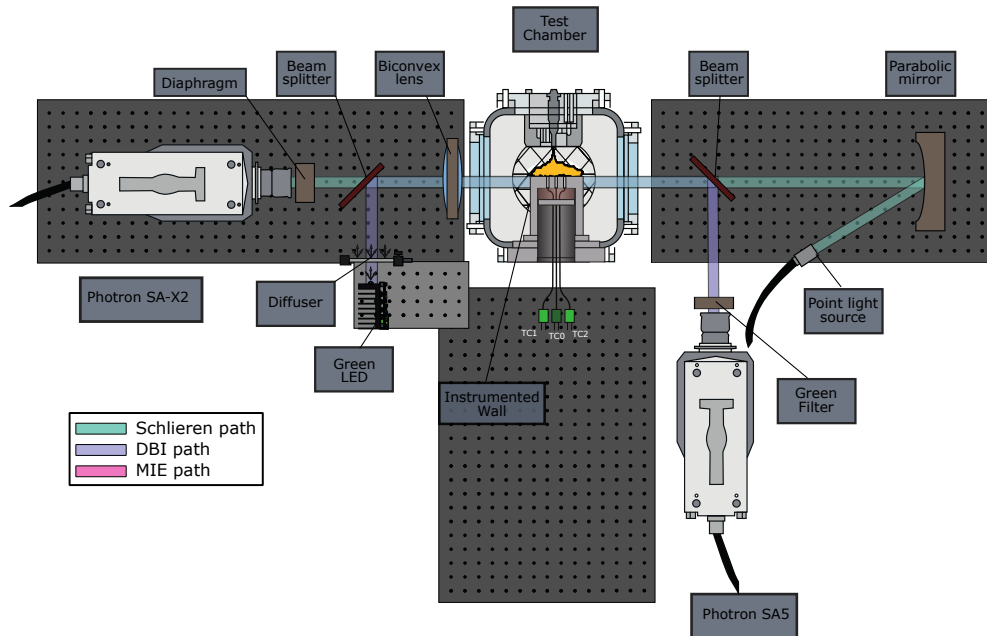 Test
Chamber
Diaphragm
Beam
splitter
Biconvex
lens
Beam
splitter
Parabolic
mirror
Photron SA-X2
Diffuser
Green
LED
TC1
TC0
TC2
Point light
source
Instrumented
Wall
Green
Filter
Schlieren path
DBI path
MIE path
Photron SA5